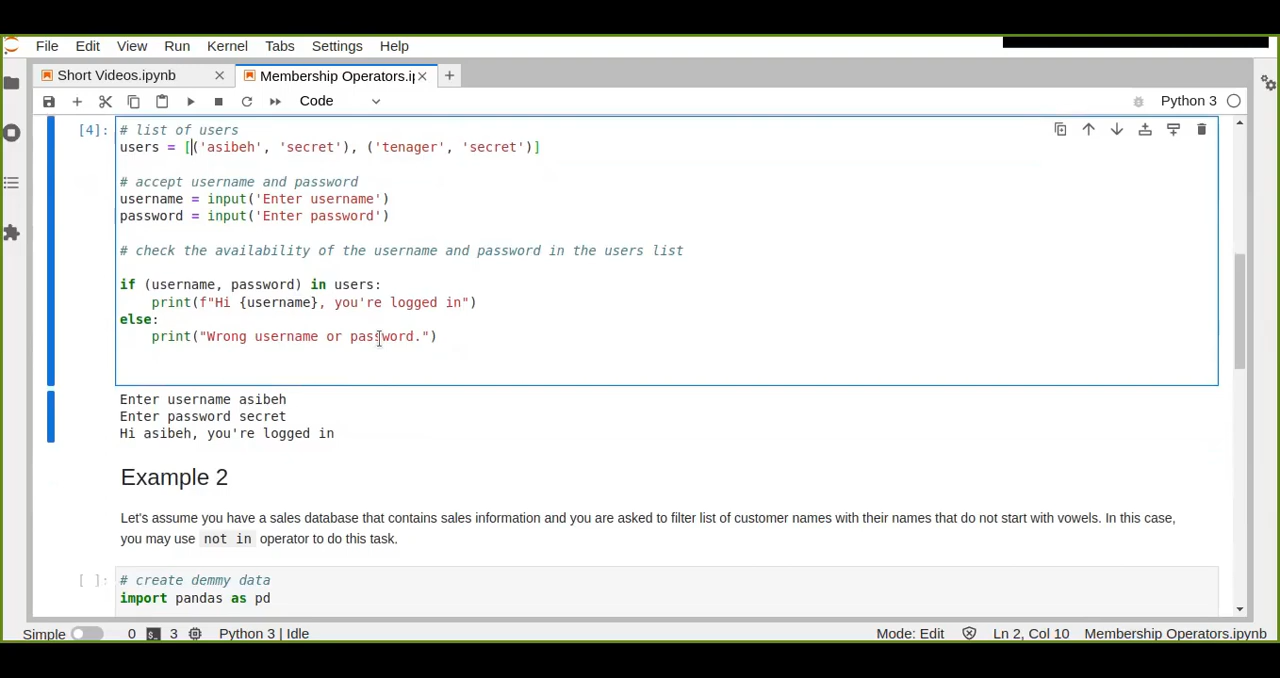 File Edit View Run Kernel Tabs Settings Help
Short Videos.ipynb Membership Operators.ip
Code Python 3
[4]: # list of users
users = [('asibeh', 'secret'), ('tenager', 'secret')]
# accept username and password
username = input('Enter username')
password = input('Enter password')
# check the availability of the username and password in the users list
if (username, password) in users:
    print(f"Hi {username}, you're logged in")
else:
    print("Wrong username or password.")
Enter username asibeh
Enter password secret
Hi asibeh, you're logged in
Example 2
Let's assume you have a sales database that contains sales information and you are asked to filter list of customer names with their names that do not start with vowels. In this case,
you may use not in operator to do this task.
[ ]: # create demmy data
import pandas as pd
Simple 0 $_ 3 Python 3 | Idle Mode: Edit Ln 2, Col 10 Membership Operators.ipynb